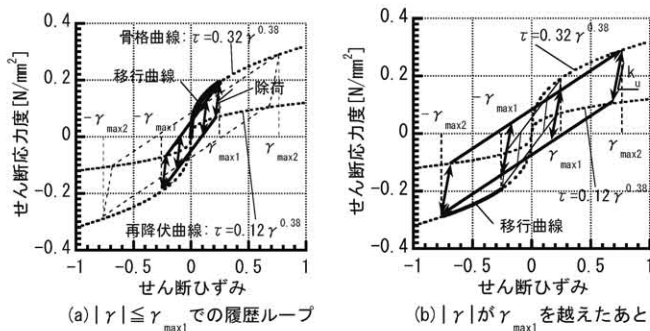 せん断応力度[N/mm²]
0.4
0.2
0
-0.2
-0.4
骨格曲線:τ=0.32γ^0.38
移行曲線
除荷
-γmax2
-γmax1
γmax1
γmax2
再降伏曲線:τ=0.12γ^0.38
-1 -0.5 0 0.5 1
せん断ひずみ
(a)|γ|≦γmax1 での履歴ループ
せん断応力度[N/mm²]
0.4
0.2
0
-0.2
-0.4
τ=0.32γ^0.38
ku
-γmax2
-γmax1
γmax1
γmax2
τ=0.12γ^0.38
移行曲線
-1 -0.5 0 0.5 1
せん断ひずみ
(b)|γ|がγmax1 を越えたあと